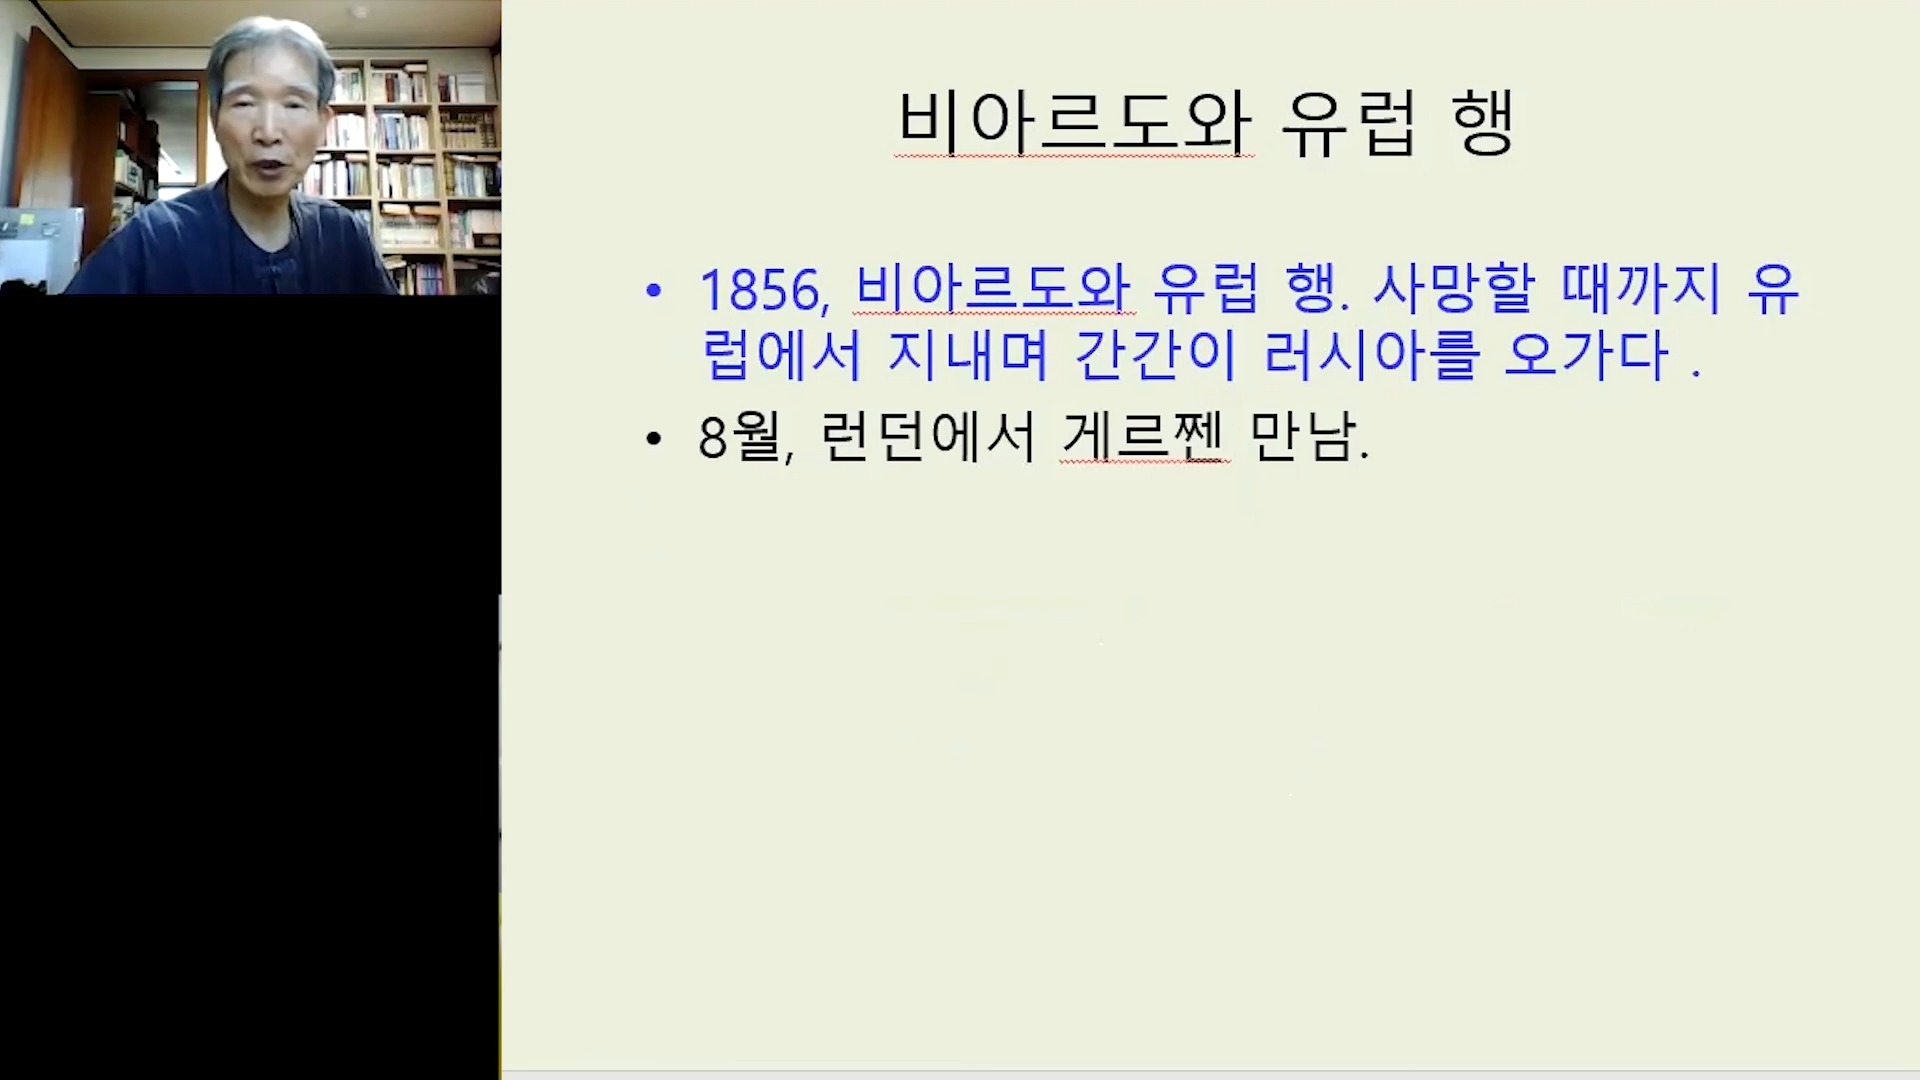 비아르도와 유럽 행
• 1856, 비아르도와 유럽 행. 사망할 때까지 유
럽에서 지내며 간간이 러시아를 오가다 .
• 8월, 런던에서 게르쩬 만남.